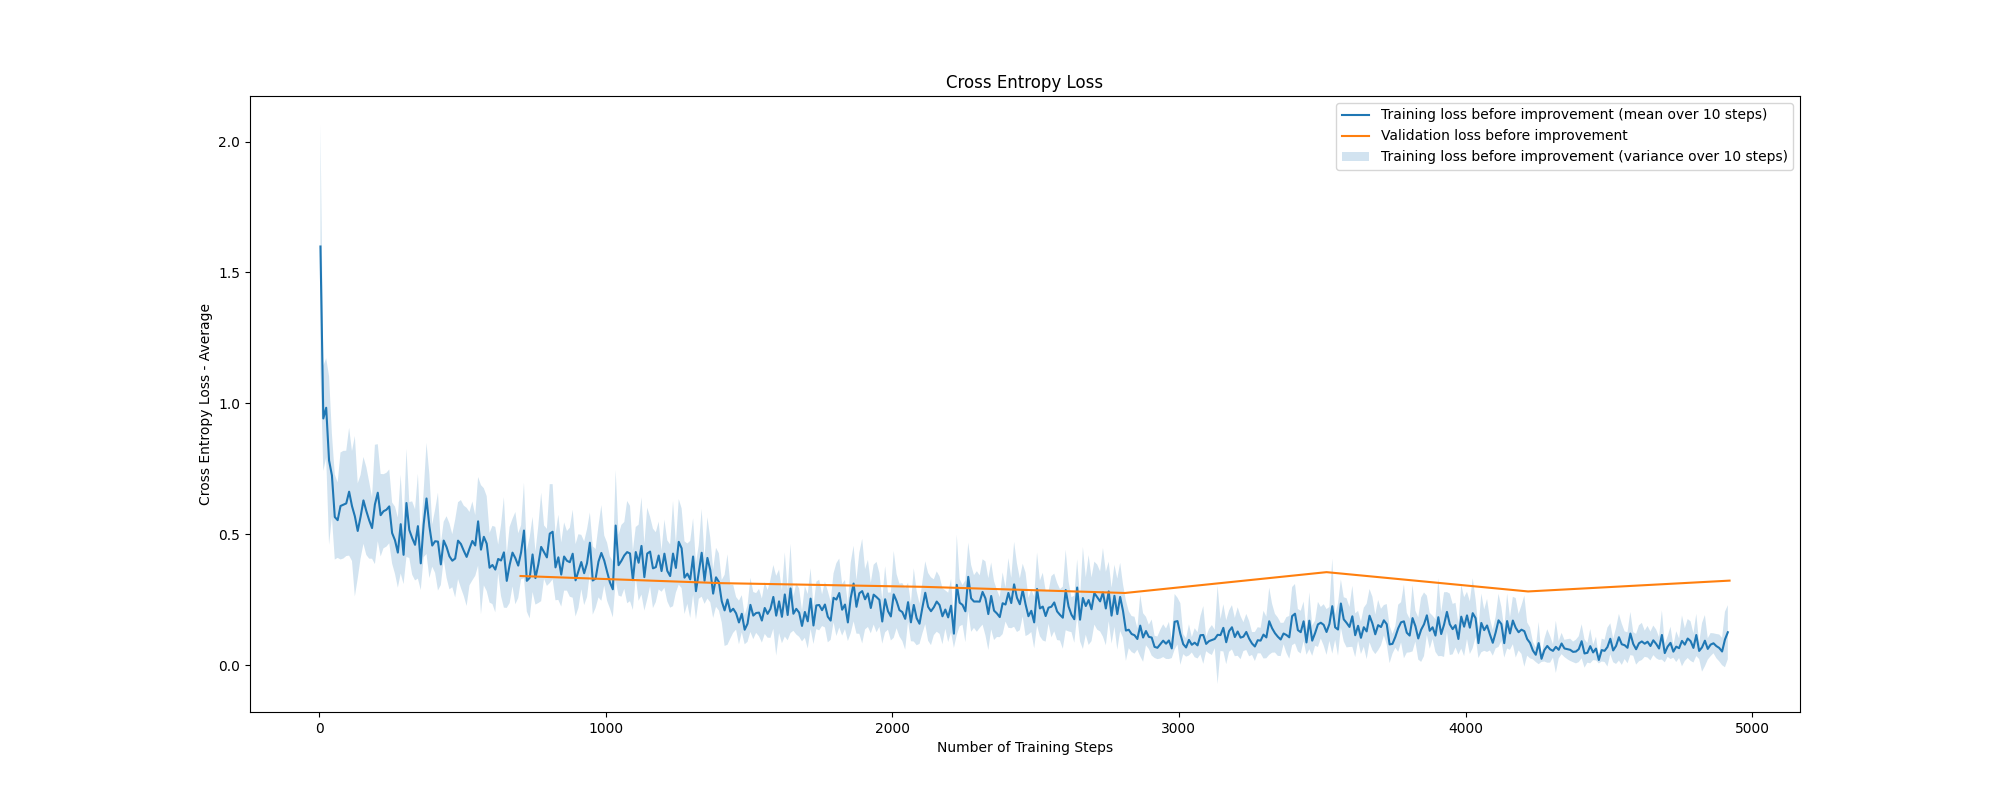 Cross Entropy Loss
Training loss before improvement (mean over 10 steps)
Validation loss before improvement
Training loss before improvement (variance over 10 steps)
Cross Entropy Loss - Average
2.0
1.5
1.0
0.5
0.0
0 1000 2000 3000 4000 5000
Number of Training Steps